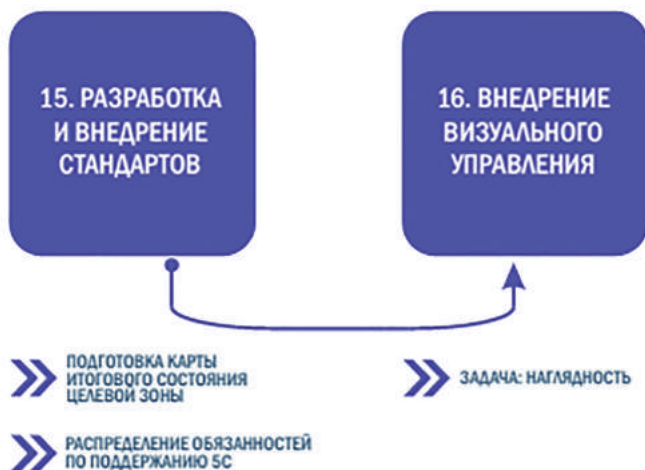 15. РАЗРАБОТКА
И ВНЕДРЕНИЕ
СТАНДАРТОВ
16. ВНЕДРЕНИЕ
ВИЗУАЛЬНОГО
УПРАВЛЕНИЯ
ПОДГОТОВКА КАРТЫ
ИТОГОВОГО СОСТОЯНИЯ
ЦЕЛЕВОЙ ЗОНЫ
ЗАДАЧА: НАГЛЯДНОСТЬ
РАСПРЕДЕЛЕНИЕ ОБЯЗАННОСТЕЙ
ПО ПОДДЕРЖАНИЮ 5С